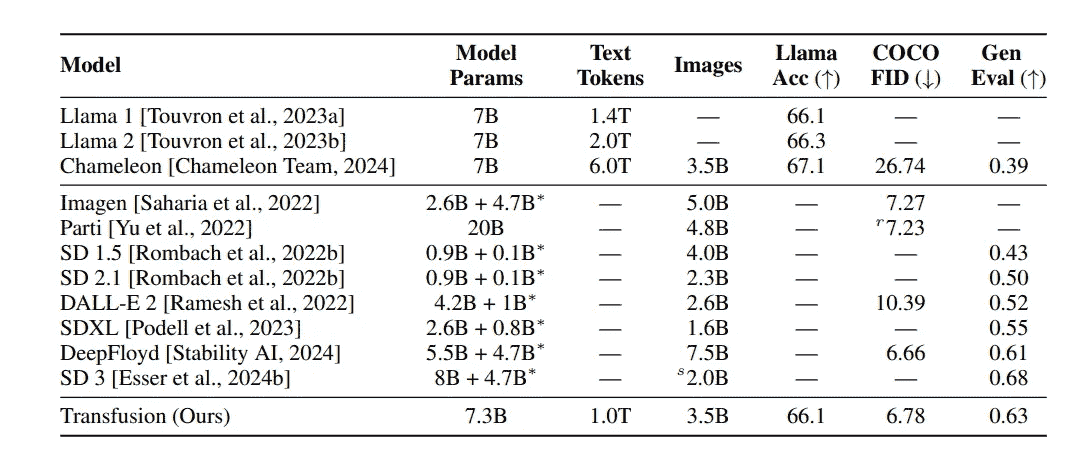 Model Model Params Text Tokens Images Llama Acc (↑) COCO FID (↓) Gen Eval (↑)
Llama 1 [Touvron et al., 2023a] 7B 1.4T — 66.1 — —
Llama 2 [Touvron et al., 2023b] 7B 2.0T — 66.3 — —
Chameleon [Chameleon Team, 2024] 7B 6.0T 3.5B 67.1 26.74 0.39
Imagen [Saharia et al., 2022] 2.6B + 4.7B* — 5.0B — 7.27 —
Parti [Yu et al., 2022] 20B — 4.8B — r7.23 —
SD 1.5 [Rombach et al., 2022b] 0.9B + 0.1B* — 4.0B — — 0.43
SD 2.1 [Rombach et al., 2022b] 0.9B + 0.1B* — 2.3B — — 0.50
DALL-E 2 [Ramesh et al., 2022] 4.2B + 1B* — 2.6B — 10.39 0.52
SDXL [Podell et al., 2023] 2.6B + 0.8B* — 1.6B — — 0.55
DeepFloyd [Stability AI, 2024] 5.5B + 4.7B* — 7.5B — 6.66 0.61
SD 3 [Esser et al., 2024b] 8B + 4.7B* — s2.0B — — 0.68
Transfusion (Ours) 7.3B 1.0T 3.5B 66.1 6.78 0.63